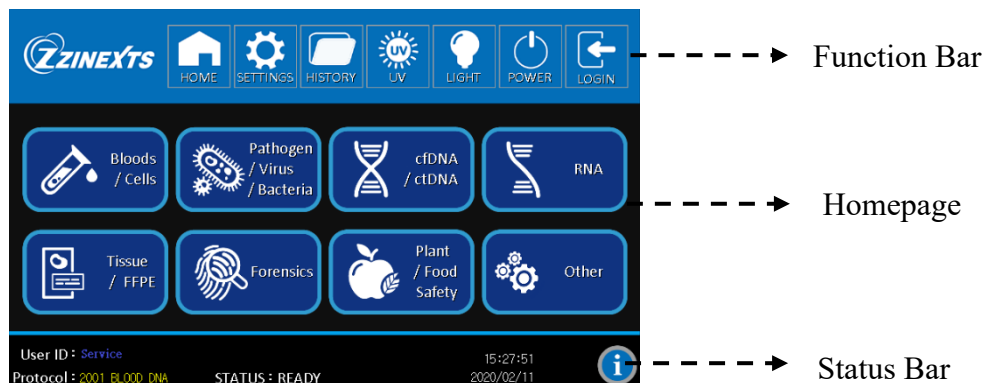 ZINEXTS
HOME
SETTINGS
HISTORY
UV
UV
LIGHT
POWER
LOGIN
Function Bar
Bloods
/ Cells
Pathogen
/ Virus
/ Bacteria
cfDNA
/ ctDNA
RNA
Homepage
Tissue
/ FFPE
Forensics
Plant
/ Food
Safety
Other
User ID : Service
15:27:51
Protocol : 2001 BLOOD DNA
STATUS : READY
2020/02/11
i
Status Bar